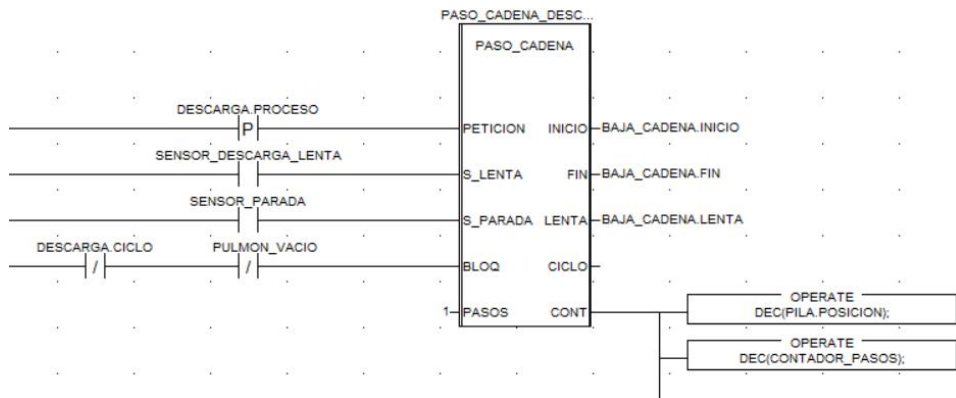 PASO_CADENA_DESC...
PASO_CADENA
DESCARGA.PROCESO
P
PETICION INICIO BAJA_CADENA.INICIO
SENSOR_DESCARGA_LENTA
S_LENTA FIN BAJA_CADENA.FIN
SENSOR_PARADA
S_PARADA LENTA BAJA_CADENA.LENTA
DESCARGA.CICLO PULMON_VACIO
/ / BLOQ CICLO
OPERATE
1 PASOS CONT DEC(PILA.POSICION);
OPERATE
DEC(CONTADOR_PASOS);